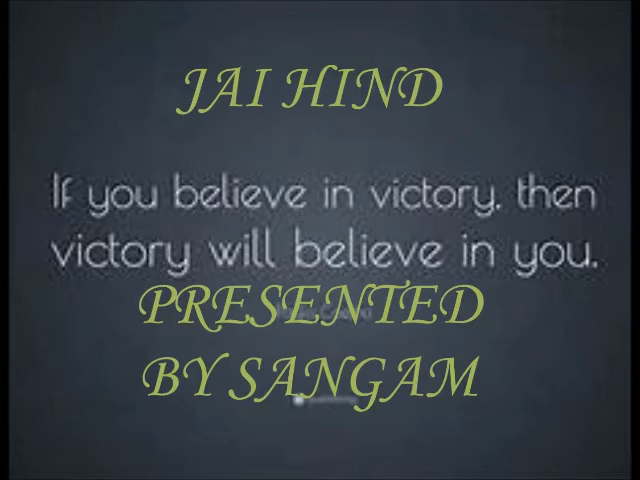 JAI HIND
If you believe in victory, then
victory will believe in you.
PRESENTED
BY SANGAM